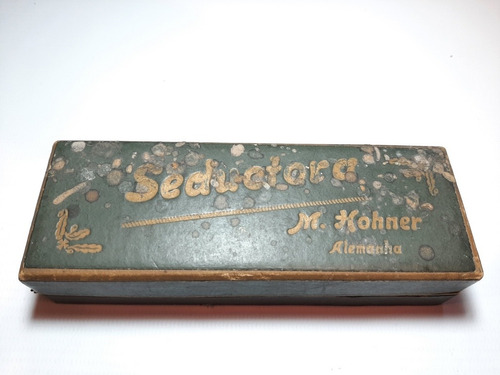 Seductora
M. Hohner
Alemanha